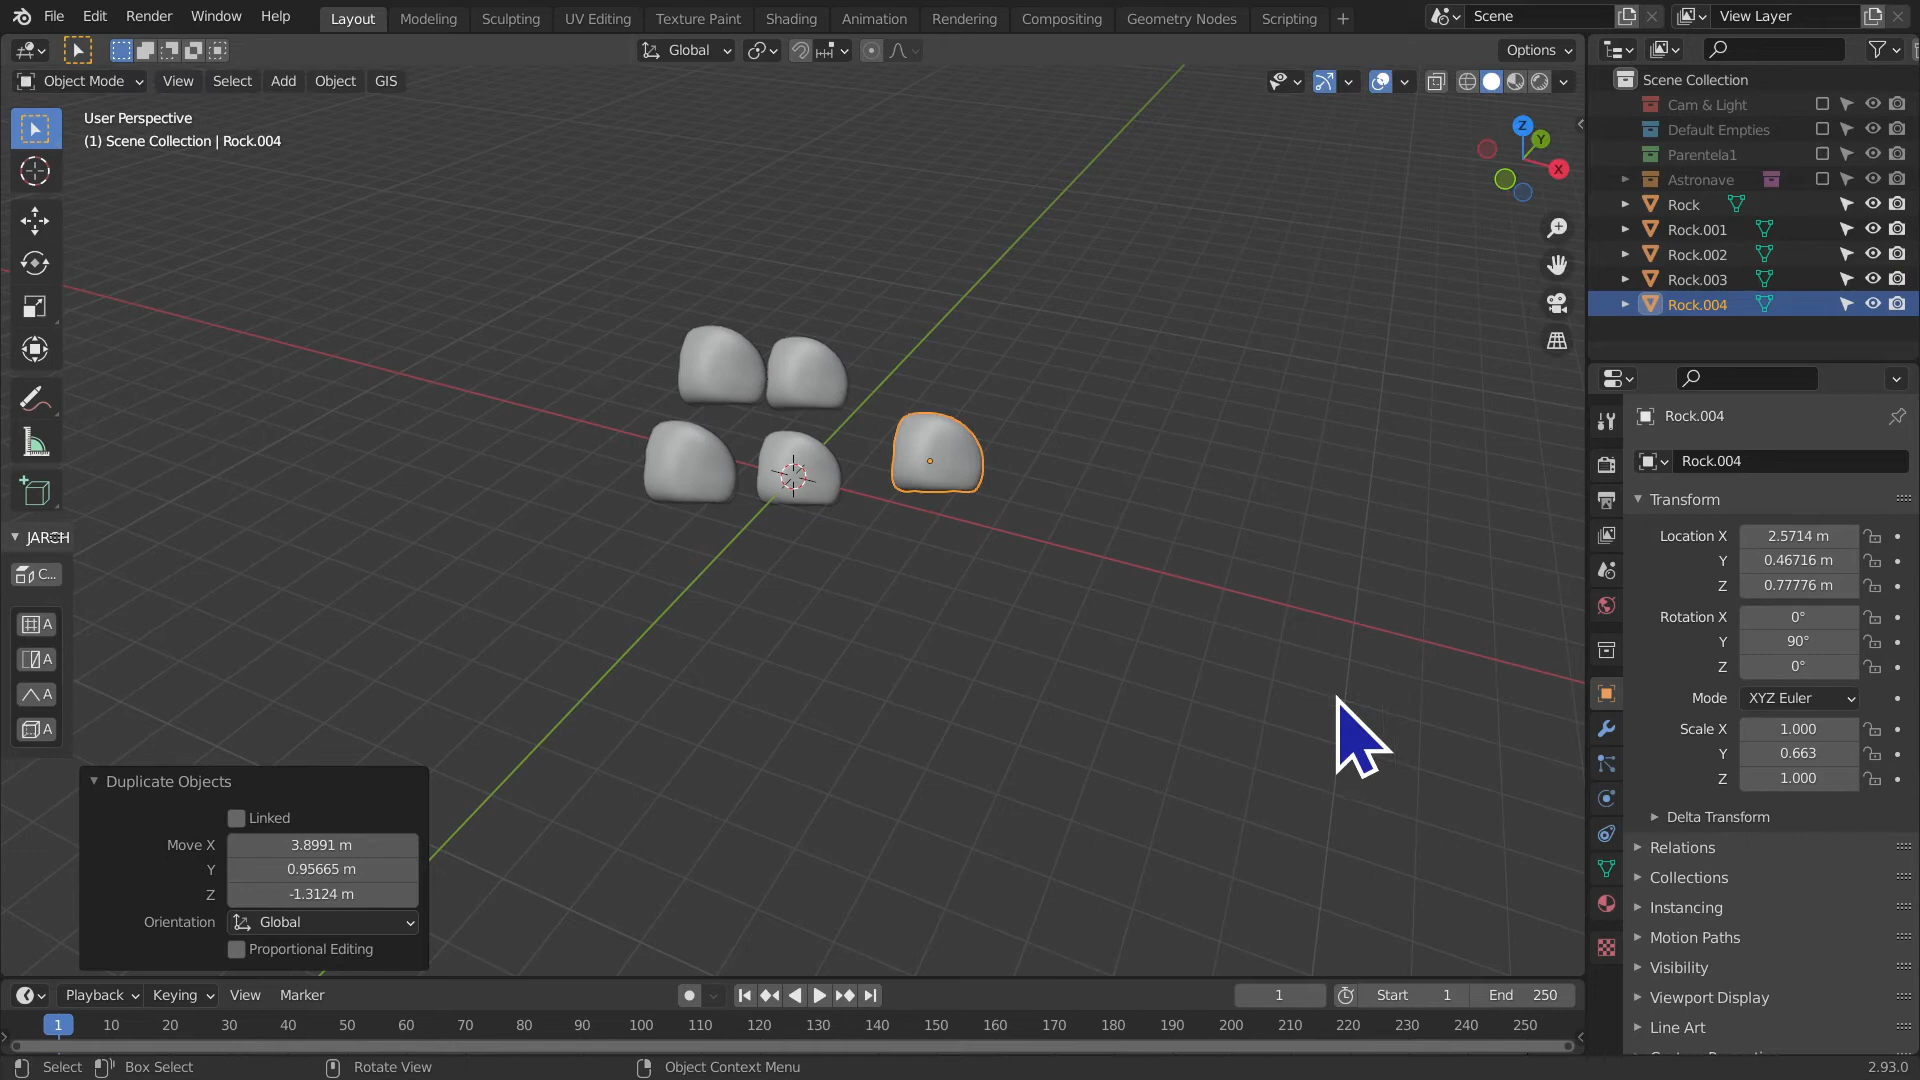 File Edit Render Window Help Layout Modeling Sculpting UV Editing Texture Paint Shading Animation Rendering Compositing Geometry Nodes Scripting + Scene View Layer
Global Options
Object Mode View Select Add Object GIS
User Perspective
(1) Scene Collection | Rock.004
Z
Y
X
JARCH
C...
A
A
A
A
Duplicate Objects
Linked
Move X 3.8991 m
Y 0.95665 m
Z -1.3124 m
Orientation Global
Proportional Editing
Scene Collection
Cam & Light
Default Empties
Parentela1
Astronave
Rock
Rock.001
Rock.002
Rock.003
Rock.004
Rock.004
Rock.004
Transform
Location X 2.5714 m
Y 0.46716 m
Z 0.77776 m
Rotation X 0°
Y 90°
Z 0°
Mode XYZ Euler
Scale X 1.000
Y 0.663
Z 1.000
Delta Transform
Relations
Collections
Instancing
Motion Paths
Visibility
Viewport Display
Line Art
Playback Keying View Marker 1 Start 1 End 250
1 10 20 30 40 50 60 70 80 90 100 110 120 130 140 150 160 170 180 190 200 210 220 230 240 250
Select Box Select Rotate View Object Context Menu 2.93.0